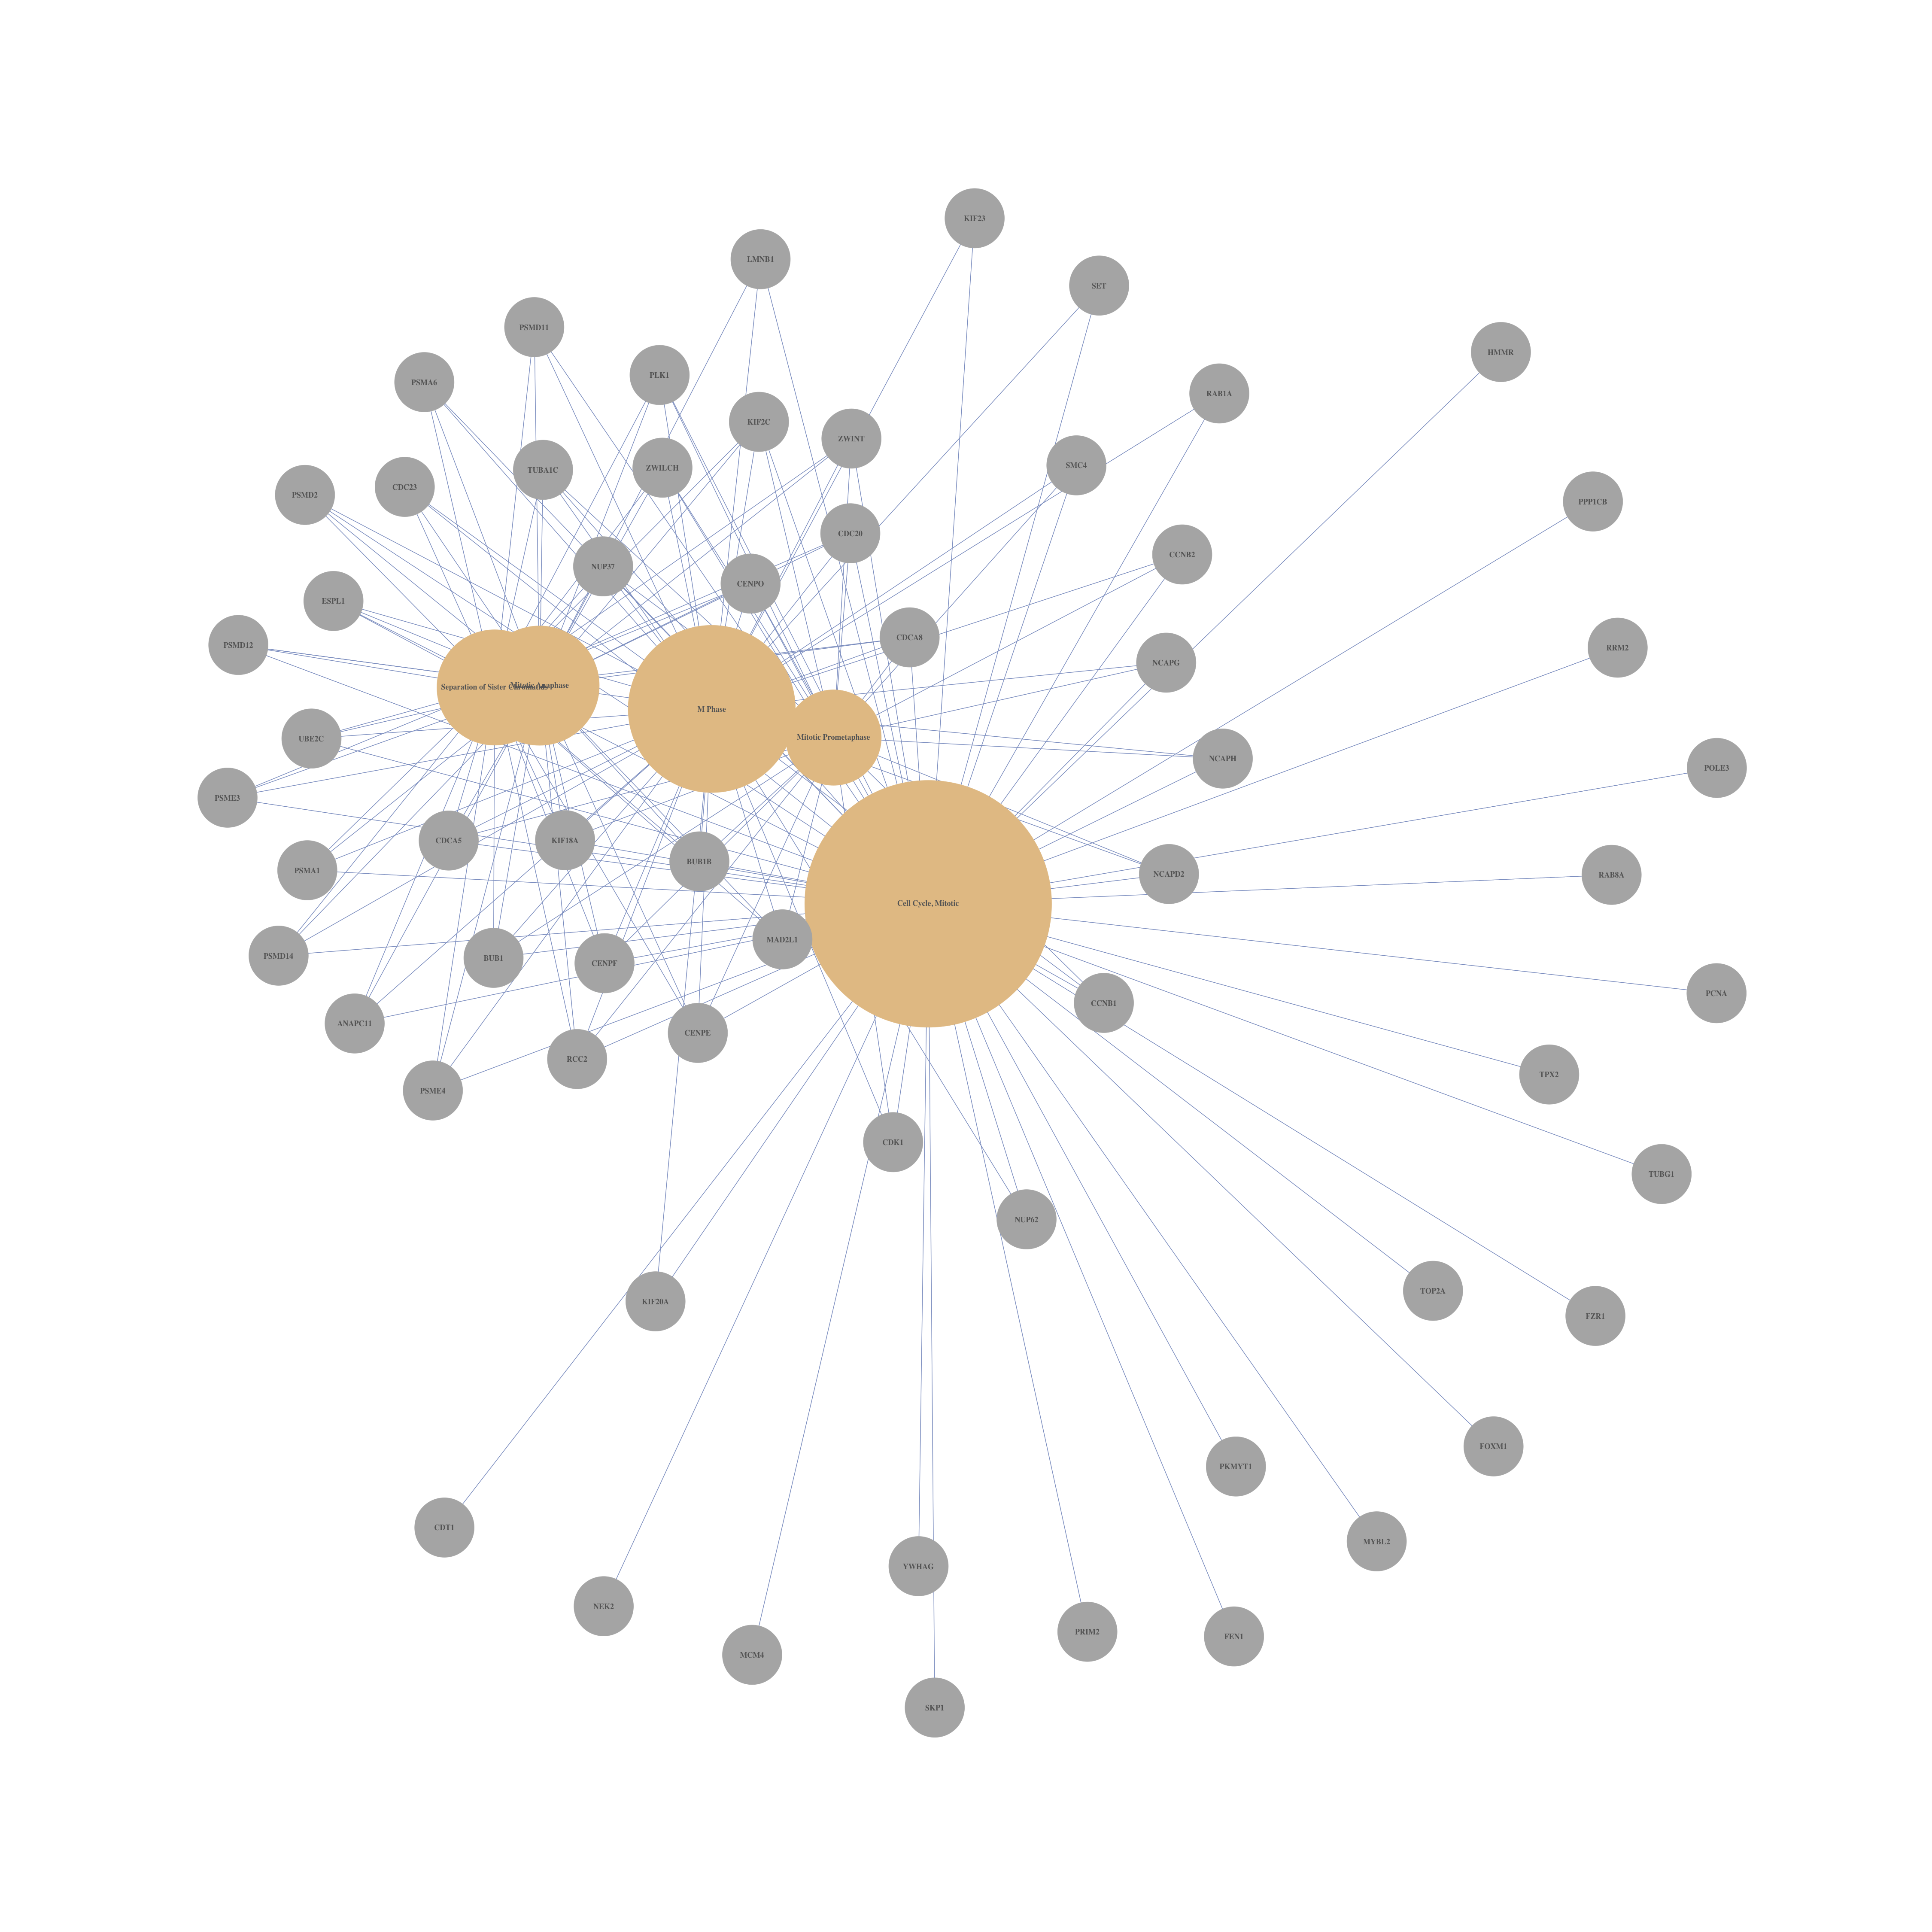 KIF23
LMNB1
SET
PSMD11
HMMR
PLK1
PSMA6
RAB1A
KIF2C
ZWINT
SMC4
ZWILCH
TUBA1C
CDC23
PSMD2
PPP1CB
CDC20
CCNB2
NUP37
CENPO
ESPL1
CDCA8
PSMD12
RRM2
NCAPG
Mitotic Anaphase
Separation of Sister Chromatids
M Phase
Mitotic Prometaphase
UBE2C
NCAPH
POLE3
PSME3
CDCA5
KIF18A
BUB1B
PSMA1
NCAPD2
RAB8A
Cell Cycle, Mitotic
MAD2L1
PSMD14
BUB1
CENPF
PCNA
CCNB1
ANAPC11
CENPE
RCC2
TPX2
PSME4
CDK1
TUBG1
NUP62
TOP2A
KIF20A
FZR1
FOXM1
PKMYT1
CDT1
MYBL2
YWHAG
NEK2
PRIM2
FEN1
MCM4
SKP1